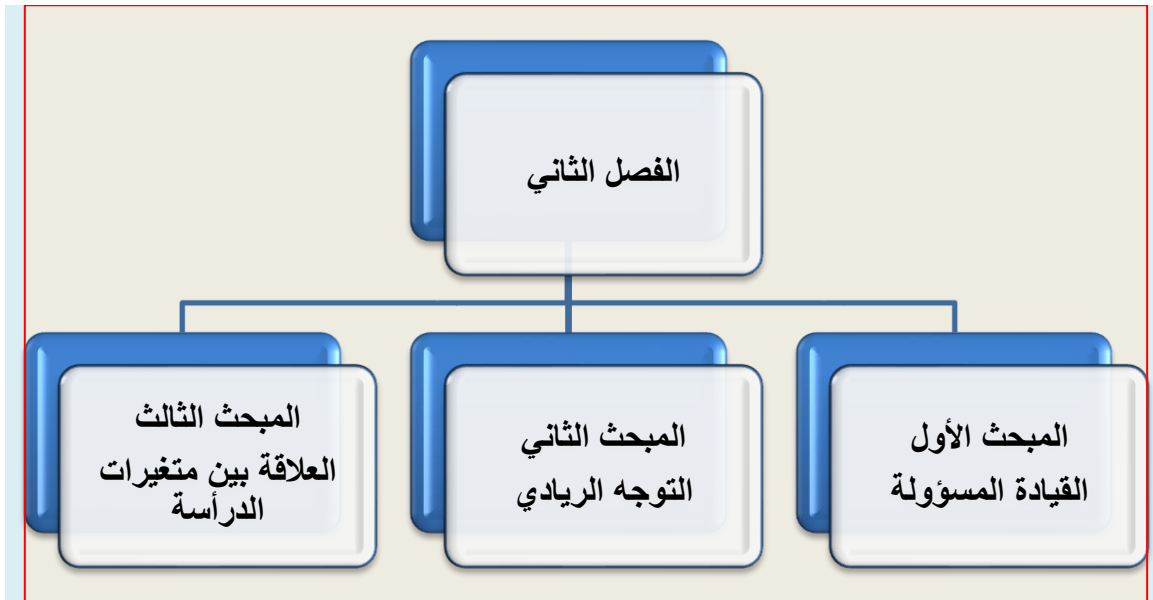 الفصل الثاني
المبحث الأول
القيادة المسؤولة
المبحث الثاني
التوجه الريادي
المبحث الثالث
العلاقة بين متغيرات
الدرأسة